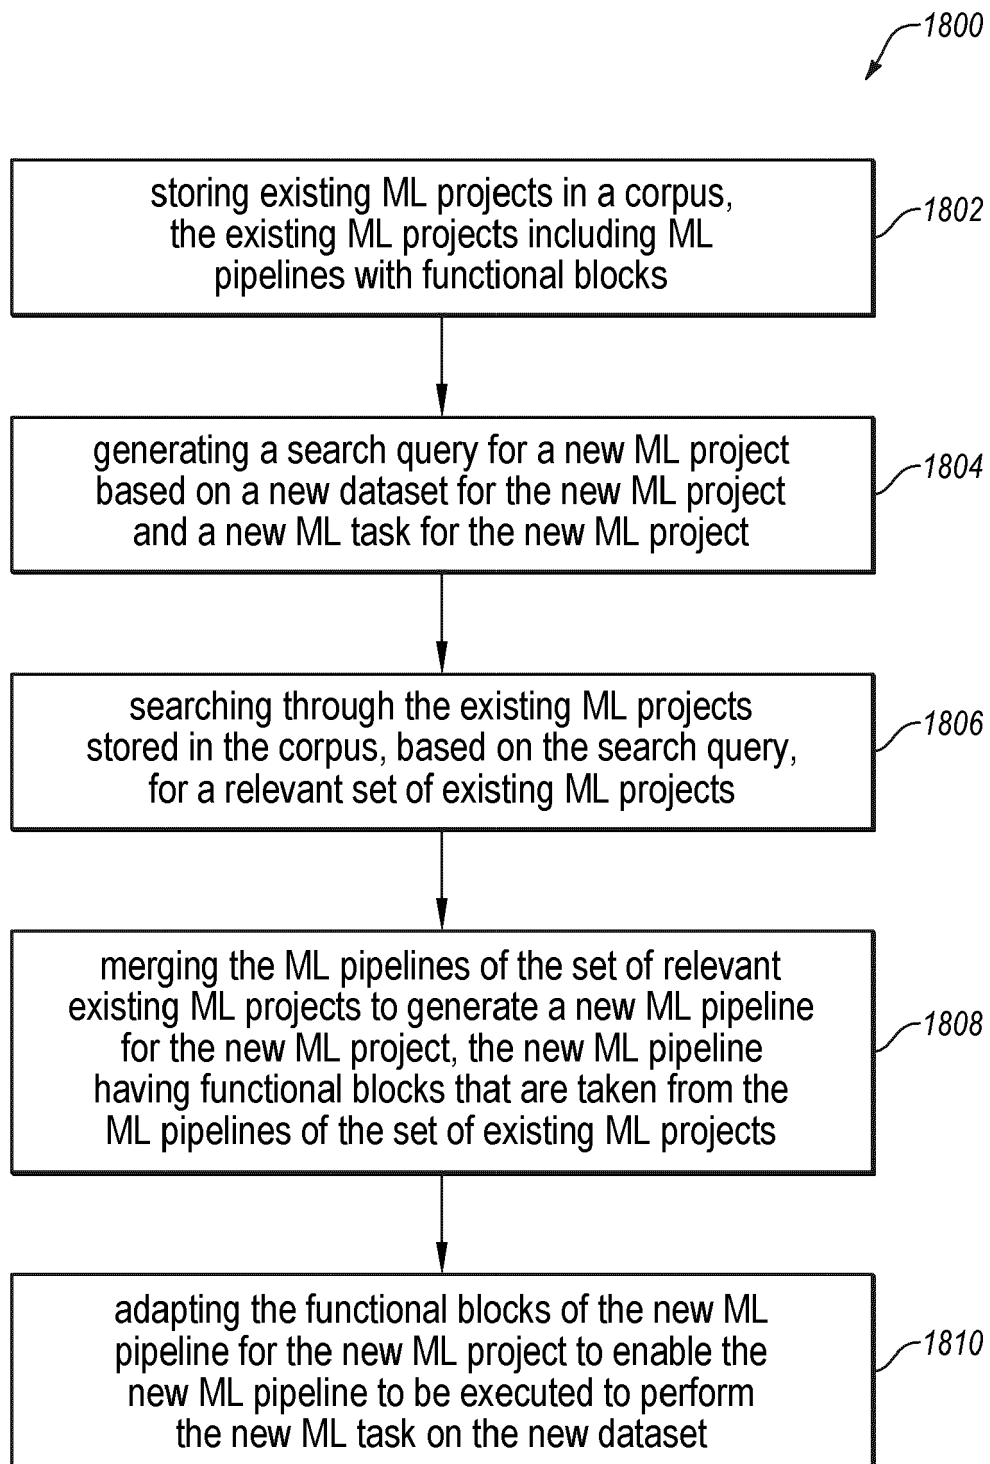 1800
storing existing ML projects in a corpus,
the existing ML projects including ML
pipelines with functional blocks
1802
generating a search query for a new ML project
based on a new dataset for the new ML project
and a new ML task for the new ML project
1804
searching through the existing ML projects
stored in the corpus, based on the search query,
for a relevant set of existing ML projects
1806
merging the ML pipelines of the set of relevant
existing ML projects to generate a new ML pipeline
for the new ML project, the new ML pipeline
having functional blocks that are taken from the
ML pipelines of the set of existing ML projects
1808
adapting the functional blocks of the new ML
pipeline for the new ML project to enable the
new ML pipeline to be executed to perform
the new ML task on the new dataset
1810